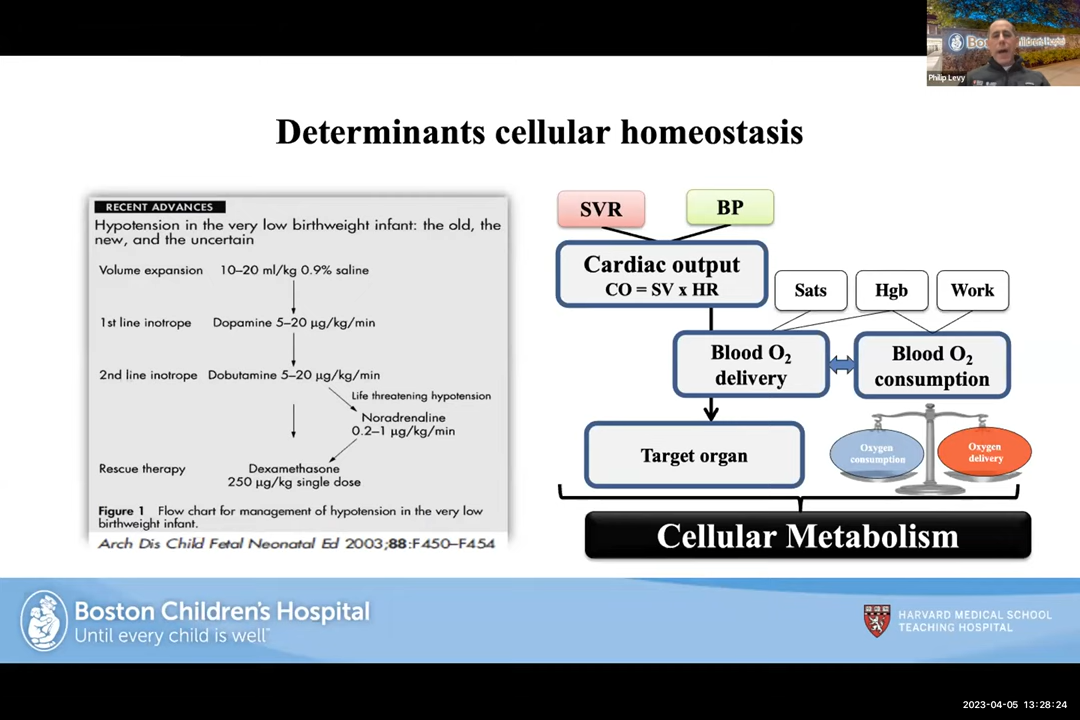 Boston Children's Hospital
Philip Levy
Determinants cellular homeostasis
RECENT ADVANCES
Hypotension in the very low birthweight infant: the old, the
new, and the uncertain
Volume expansion 10–20 ml/kg 0.9% saline
1st line inotrope Dopamine 5–20 μg/kg/min
2nd line inotrope Dobutamine 5–20 μg/kg/min
Life threatening hypotension
Noradrenaline
0.2–1 μg/kg/min
Rescue therapy Dexamethasone
250 μg/kg single dose
Figure 1 Flow chart for management of hypotension in the very low
birthweight infant.
Arch Dis Child Fetal Neonatal Ed 2003;88:F450–F454
SVR
BP
Cardiac output
CO = SV x HR
Sats
Hgb
Work
Blood O₂
delivery
Blood O₂
consumption
Target organ
Oxygen
consumption
Oxygen
delivery
Cellular Metabolism
Boston Children's Hospital
Until every child is well™
HARVARD MEDICAL SCHOOL
TEACHING HOSPITAL
2023-04-05 13:28:24